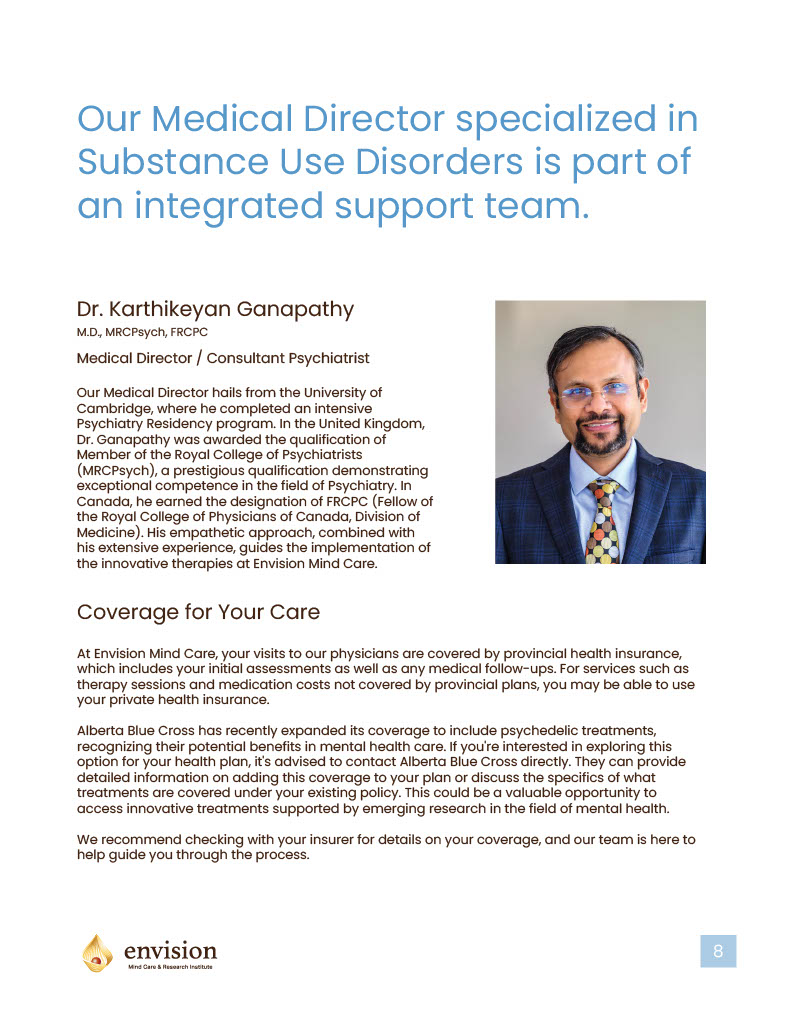 Our Medical Director specialized in
Substance Use Disorders is part of
an integrated support team.
Dr. Karthikeyan Ganapathy
M.D., MRCPsych, FRCPC
Medical Director / Consultant Psychiatrist
Our Medical Director hails from the University of
Cambridge, where he completed an intensive
Psychiatry Residency program. In the United Kingdom,
Dr. Ganapathy was awarded the qualification of
Member of the Royal College of Psychiatrists
(MRCPsych), a prestigious qualification demonstrating
exceptional competence in the field of Psychiatry. In
Canada, he earned the designation of FRCPC (Fellow of
the Royal College of Physicians of Canada, Division of
Medicine). His empathetic approach, combined with
his extensive experience, guides the implementation of
the innovative therapies at Envision Mind Care.
Coverage for Your Care
At Envision Mind Care, your visits to our physicians are covered by provincial health insurance,
which includes your initial assessments as well as any medical follow-ups. For services such as
therapy sessions and medication costs not covered by provincial plans, you may be able to use
your private health insurance.
Alberta Blue Cross has recently expanded its coverage to include psychedelic treatments,
recognizing their potential benefits in mental health care. If you're interested in exploring this
option for your health plan, it's advised to contact Alberta Blue Cross directly. They can provide
detailed information on adding this coverage to your plan or discuss the specifics of what
treatments are covered under your existing policy. This could be a valuable opportunity to
access innovative treatments supported by emerging research in the field of mental health.
We recommend checking with your insurer for details on your coverage, and our team is here to
help guide you through the process.
envision
Mind Care & Research Institute
8